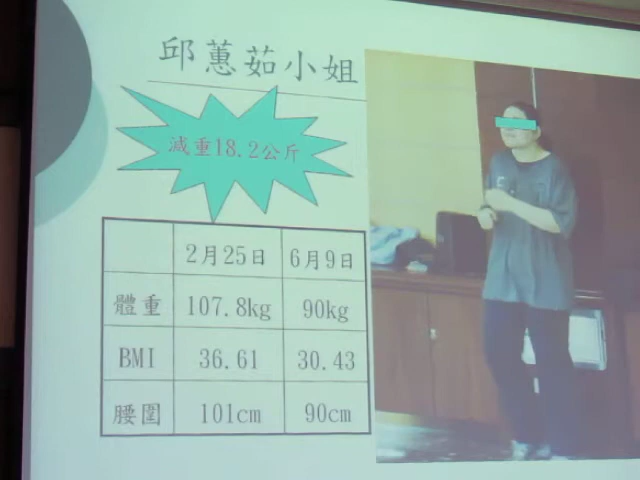 邱蕙茹小姐
減重18.2公斤
2月25日 6月9日
體重 107.8kg 90kg
BMI 36.61 30.43
腰圍 101cm 90cm